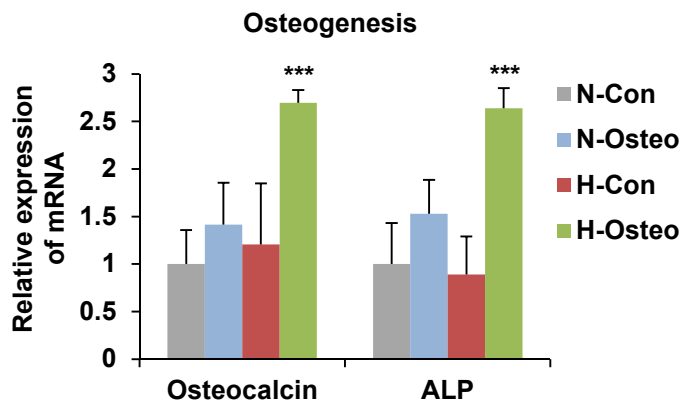 Osteogenesis
Relative expression
of mRNA
3
2.5
2
1.5
1
0.5
0
***
***
Osteocalcin
ALP
N-Con
N-Osteo
H-Con
H-Osteo